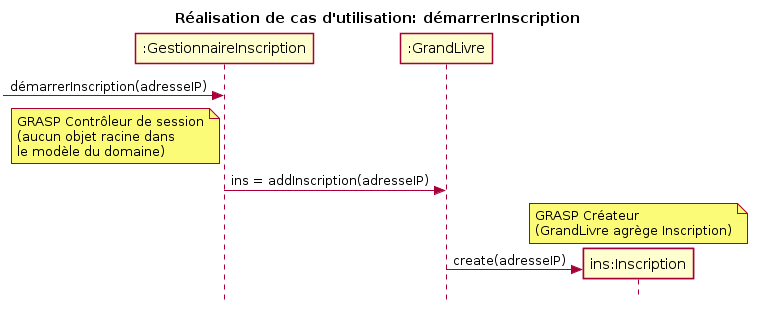 Réalisation de cas d'utilisation: démarrerInscription
:GestionnaireInscription
:GrandLivre
démarrerInscription(adresseIP)
GRASP Contrôleur de session
(aucun objet racine dans
le modèle du domaine)
ins = addInscription(adresseIP)
GRASP Créateur
(GrandLivre agrège Inscription)
create(adresseIP)
ins:Inscription